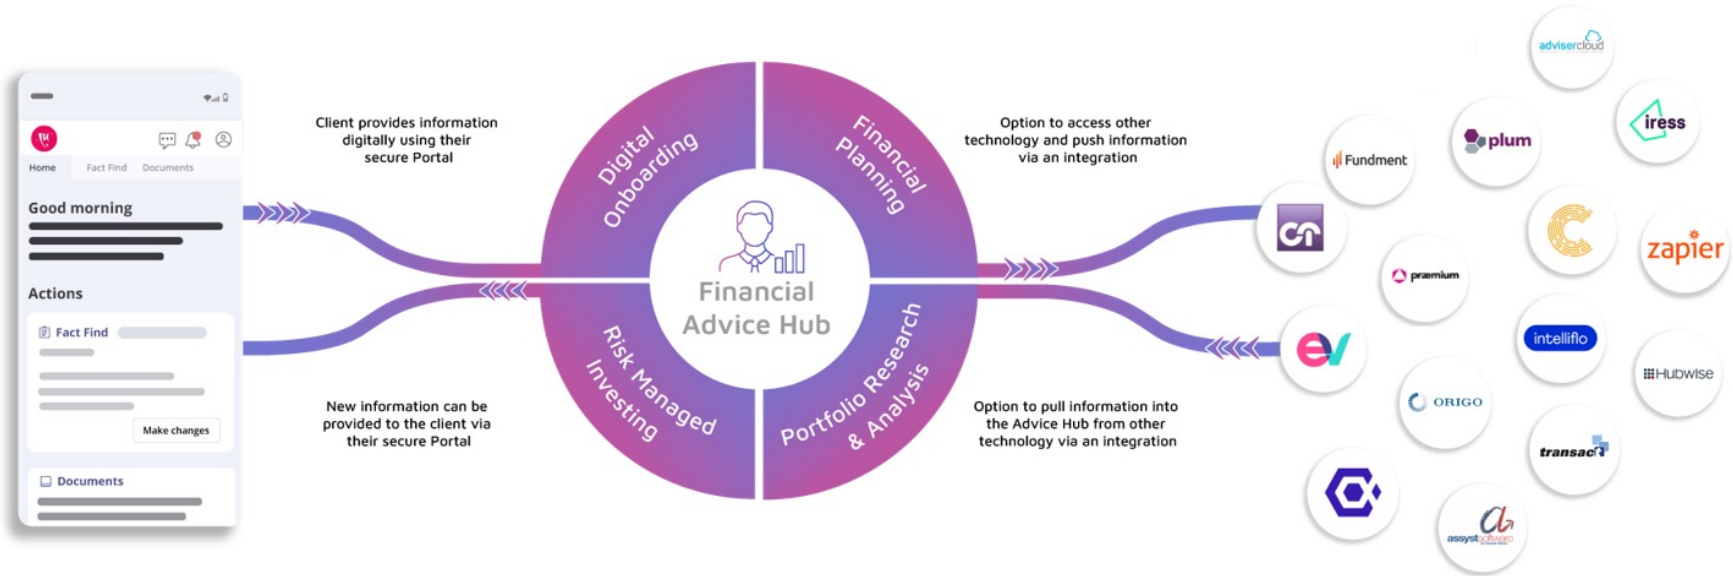 Home
Fact Find
Documents
Good morning
Actions
Fact Find
Make changes
Documents
Client provides information
digitally using their
secure Portal
New information can be
provided to the client via
their secure Portal
Digital
Onboarding
Financial
Planning
Risk Managed
Investing
Portfolio Research
& Analysis
Financial
Advice Hub
Option to access other
technology and push information
via an integration
Option to pull information into
the Advice Hub from other
technology via an integration
advisercloud
iress
plum
Fundment
zapier
præmium
ev
intelliflo
Hubwise
ORIGO
transact
assystsoftware